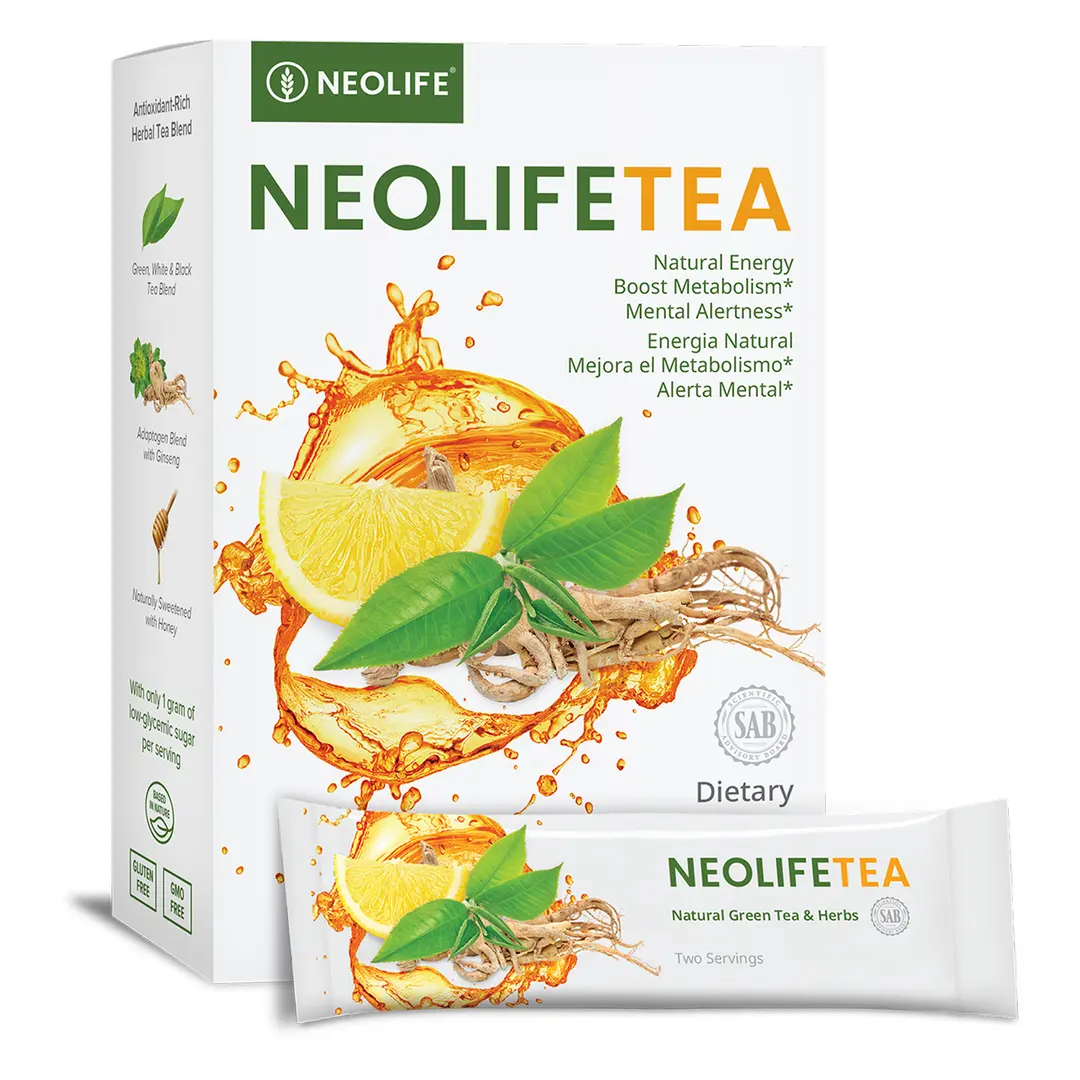 NEOLIFE®
NEOLIFETEA
Natural Energy
Boost Metabolism*
Mental Alertness*
Energia Natural
Mejora el Metabolismo*
Alerta Mental*
SCIENTIFIC
SAB
ADVISORY BOARD
Dietary
Antioxidant-Rich
Herbal Tea Blend
Green, White & Black
Tea Blend
Adaptogen Blend
with Ginseng
Naturally Sweetened
with Honey
With only 1 gram of
low-glycemic sugar
per serving
BASED
IN NATURE
GLUTEN
FREE
GMO
FREE
NEOLIFETEA
Natural Green Tea & Herbs
SAB
Two Servings